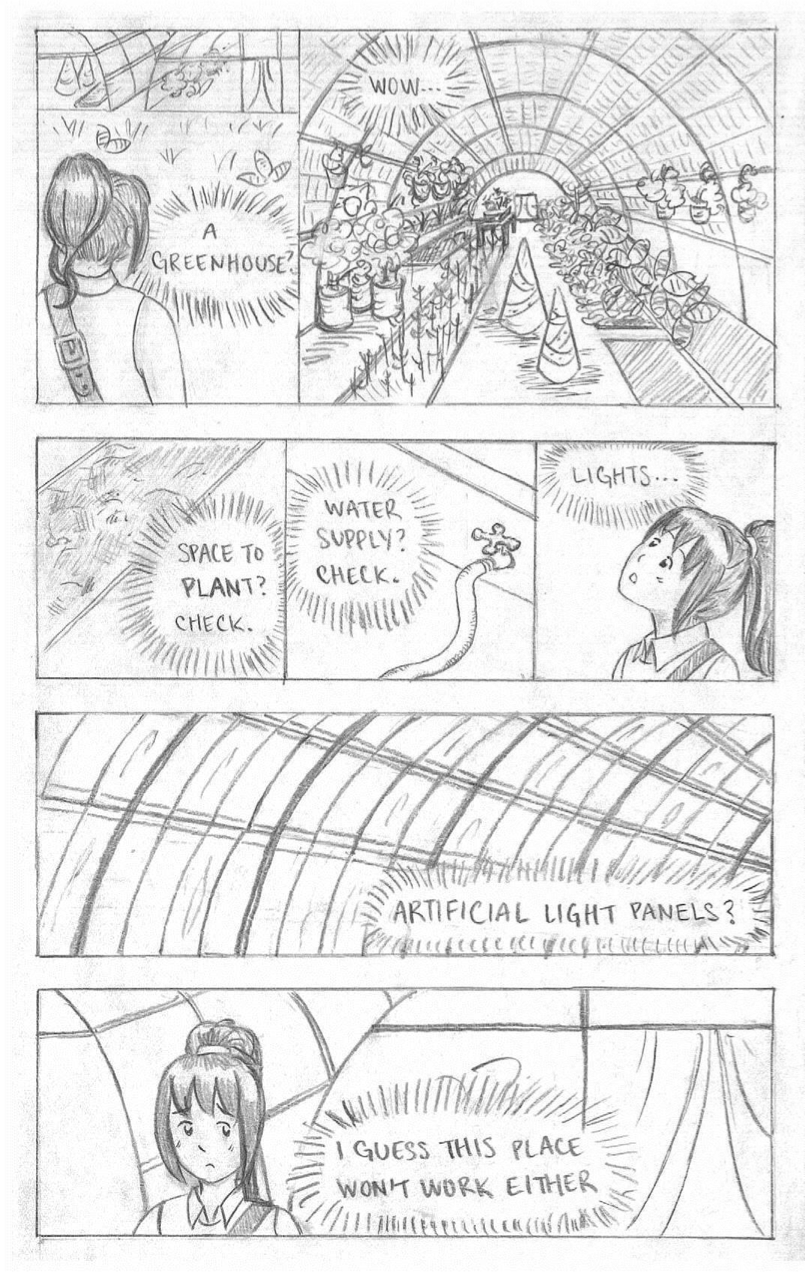 A
GREENHOUSE?
WOW...
SPACE TO
PLANT?
CHECK.
WATER
SUPPLY?
CHECK.
LIGHTS...
ARTIFICIAL LIGHT PANELS?
I GUESS THIS PLACE
WON'T WORK EITHER